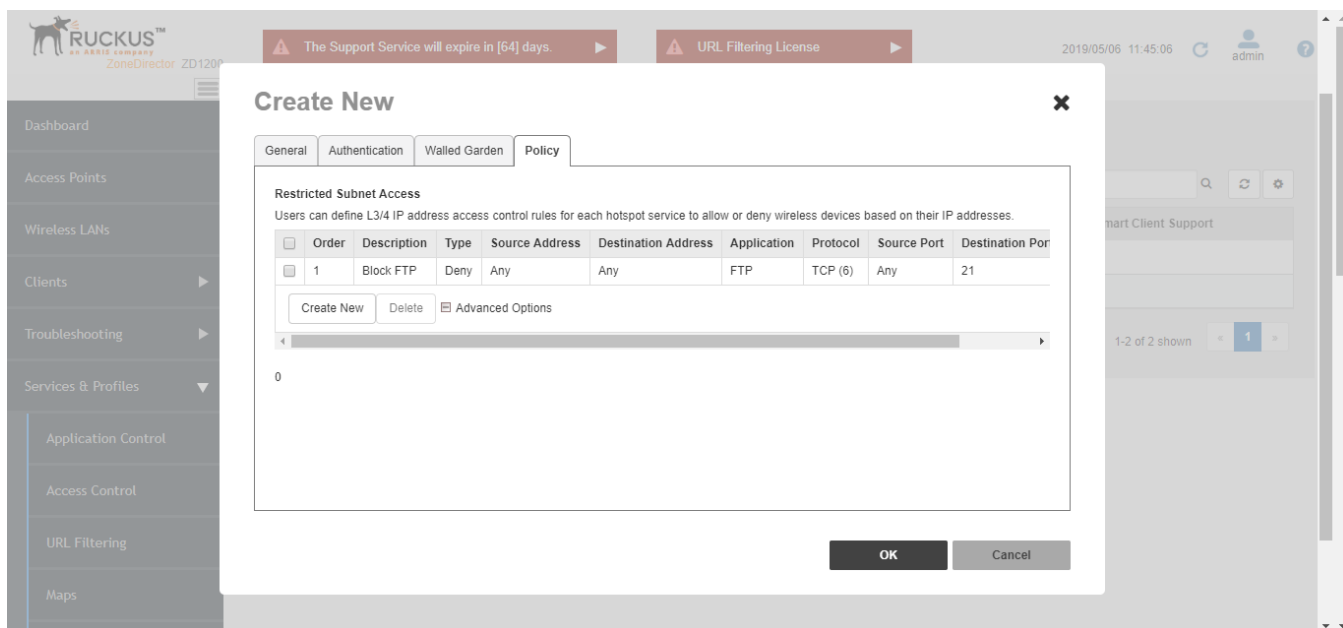 RUCKUS™
an ARRIS company
ZoneDirector ZD1200
The Support Service will expire in [64] days.
URL Filtering License
2019/05/06 11:45:06
admin
Dashboard
Access Points
Wireless LANs
Clients
Troubleshooting
Services & Profiles
Application Control
Access Control
URL Filtering
Maps
Create New
General Authentication Walled Garden Policy
Restricted Subnet Access
Users can define L3/4 IP address access control rules for each hotspot service to allow or deny wireless devices based on their IP addresses.
Order Description Type Source Address Destination Address Application Protocol Source Port Destination Por
1 Block FTP Deny Any Any FTP TCP (6) Any 21
Create New Delete Advanced Options
0
OK Cancel
mart Client Support
1-2 of 2 shown « 1 »